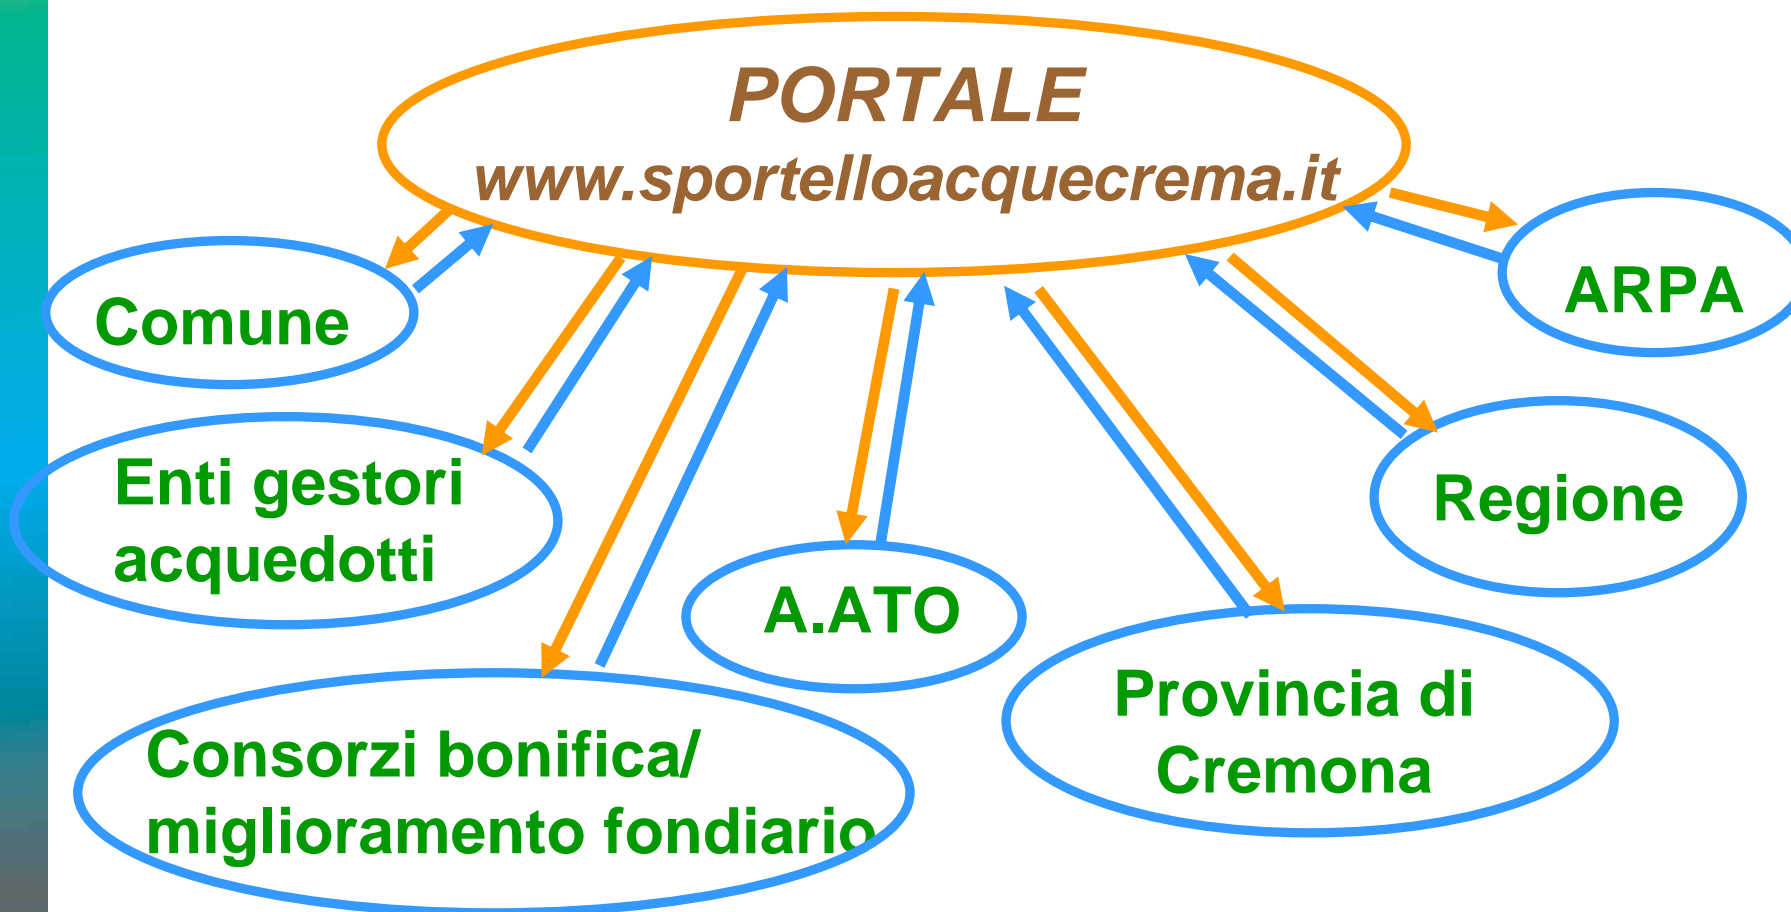 PORTALE
www.sportelloacquecrema.it
Comune
ARPA
Enti gestori
acquedotti
Regione
A.ATO
Provincia di
Cremona
Consorzi bonifica/
miglioramento fondiario